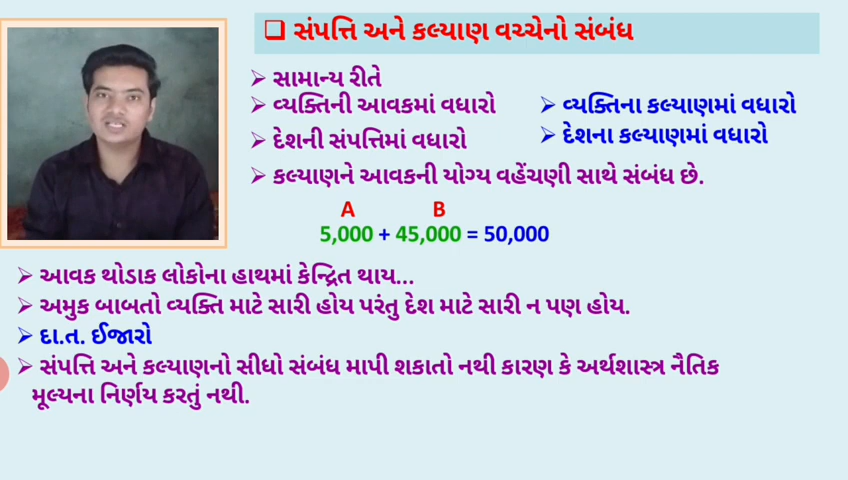 ❑ સંપત્તિ અને કલ્યાણ વચ્ચેનો સંબંધ
➢ સામાન્ય રીતે
➢ વ્યક્તિની આવકમાં વધારો ➢ વ્યક્તિના કલ્યાણમાં વધારો
➢ દેશની સંપત્તિમાં વધારો ➢ દેશના કલ્યાણમાં વધારો
➢ કલ્યાણને આવકની યોગ્ય વહેંચણી સાથે સંબંધ છે.
A B
5,000 + 45,000 = 50,000
➢ આવક થોડાક લોકોના હાથમાં કેન્દ્રિત થાય...
➢ અમુક બાબતો વ્યક્તિ માટે સારી હોય પરંતુ દેશ માટે સારી ન પણ હોય.
➢ દા.ત. ઈજારો
➢ સંપત્તિ અને કલ્યાણનો સીધો સંબંધ માપી શકાતો નથી કારણ કે અર્થશાસ્ત્ર નૈતિક
મૂલ્યના નિર્ણય કરતું નથી.